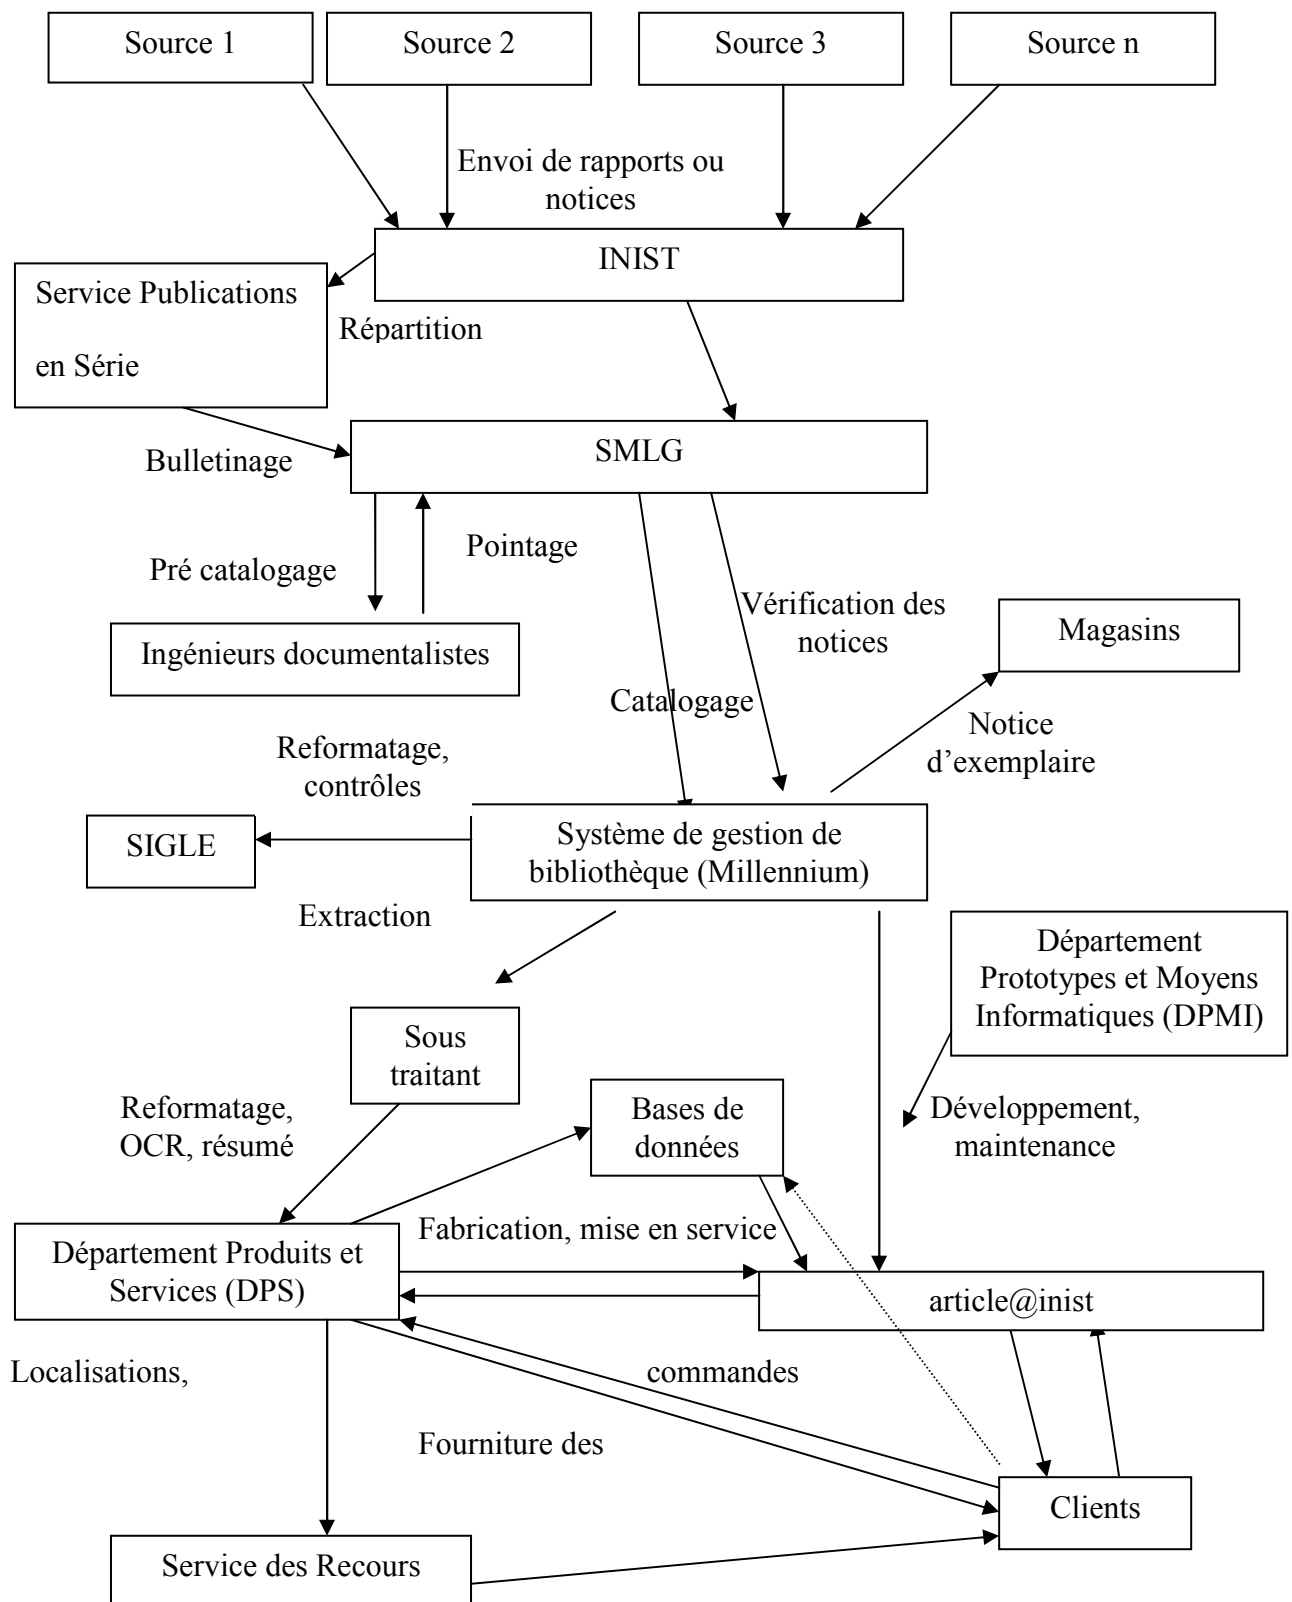 Source 1
Source 2
Source 3
Source n
Envoi de rapports ou
notices
INIST
Service Publications
en Série
Répartition
SMLG
Bulletinage
Pointage
Pré catalogage
Vérification des
notices
Magasins
Ingénieurs documentalistes
Catalogage
Notice
d’exemplaire
Reformatage,
contrôles
Système de gestion de
bibliothèque (Millennium)
SIGLE
Extraction
Département
Prototypes et Moyens
Informatiques (DPMI)
Sous
traitant
Reformatage,
OCR, résumé
Bases de
données
Développement,
maintenance
Fabrication, mise en service
Département Produits et
Services (DPS)
article@inist
Localisations,
commandes
Fourniture des
Clients
Service des Recours